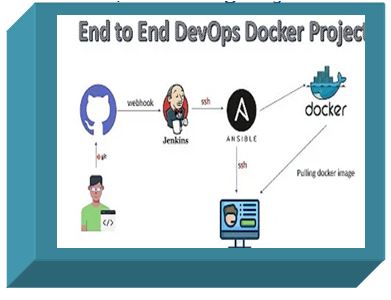 End to End DevOps Docker Project
webhook
ssh
Jenkins
ANSIBLE
docker
git
ssh
Pulling docker image